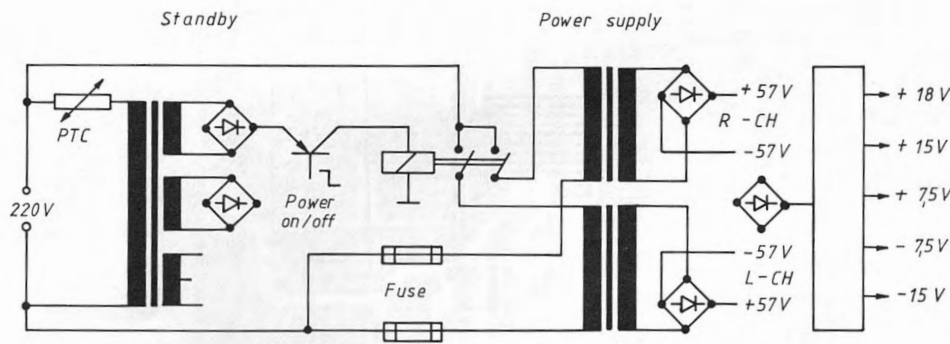 Standby
Power supply
PTC
220V
Power
on/off
Fuse
+57V
R-CH
-57V
-57V
L-CH
+57V
+ 18V
+ 15V
+ 7,5V
- 7,5V
-15V